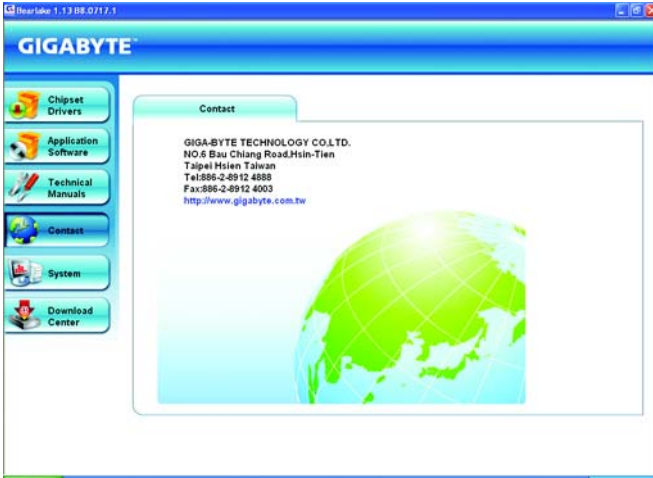 Bearlake 1.13 B8.0717.1
GIGABYTE™
Chipset
Drivers
Application
Software
Technical
Manuals
Contact
System
Download
Center
Contact
GIGA-BYTE TECHNOLOGY CO,LTD.
NO.6 Bau Chiang Road,Hsin-Tien
Taipei Hsien Taiwan
Tel:886-2-8912 4888
Fax:886-2-8912 4003
http://www.gigabyte.com.tw